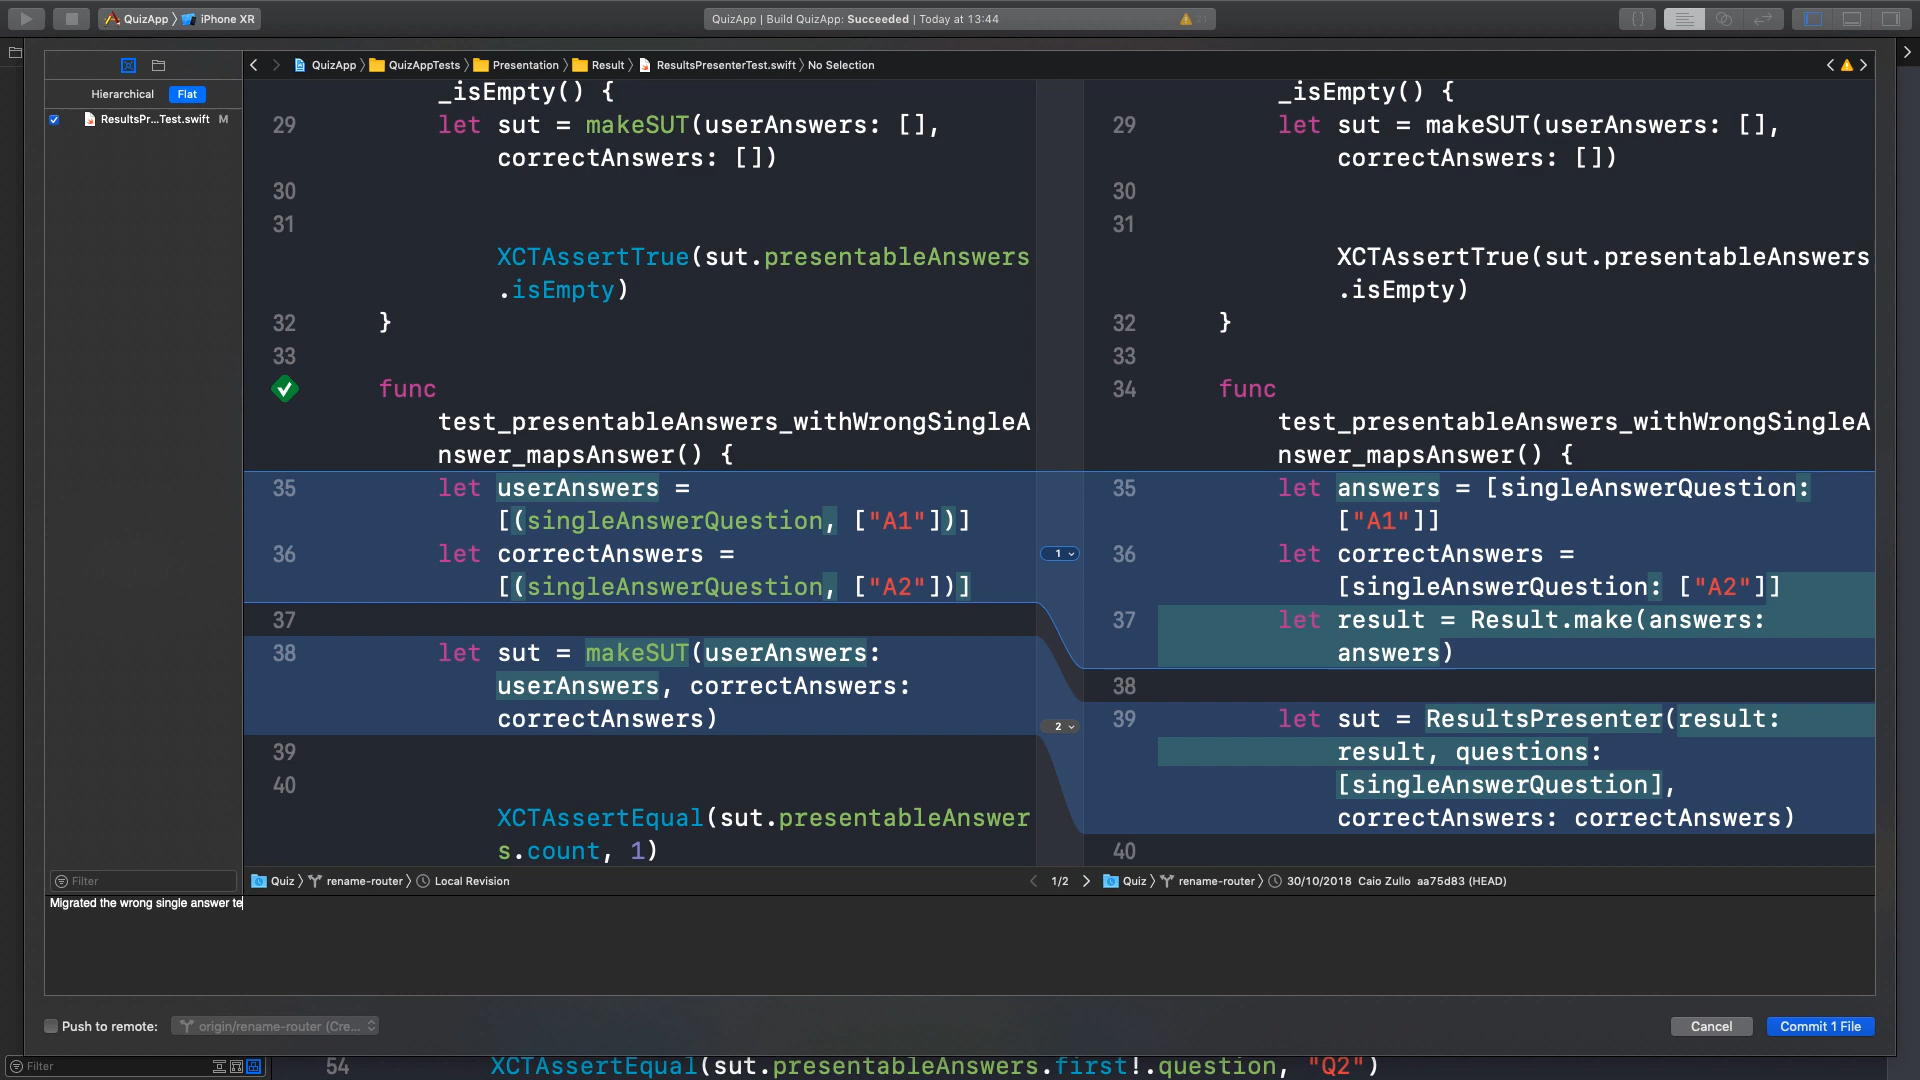 QuizApp 〉 iPhone XR
QuizApp | Build QuizApp: Succeeded | Today at 13:44
QuizApp 〉 QuizAppTests 〉 Presentation 〉 Result 〉 ResultsPresenterTest.swift 〉 No Selection
Hierarchical Flat
ResultsPr...Test.swift M
_isEmpty() {
29 let sut = makeSUT(userAnswers: [],
correctAnswers: [])
30
31
XCTAssertTrue(sut.presentableAnswers
.isEmpty)
32 }
33
func
test_presentableAnswers_withWrongSingleA
nswer_mapsAnswer() {
35 let userAnswers =
[(singleAnswerQuestion, ["A1"])]
36 let correctAnswers =
[(singleAnswerQuestion, ["A2"])]
37
38 let sut = makeSUT(userAnswers:
userAnswers, correctAnswers:
correctAnswers)
39
40
XCTAssertEqual(sut.presentableAnswer
s.count, 1)
1
2
_isEmpty() {
29 let sut = makeSUT(userAnswers: [],
correctAnswers: [])
30
31
XCTAssertTrue(sut.presentableAnswers
.isEmpty)
32 }
33
34 func
test_presentableAnswers_withWrongSingleA
nswer_mapsAnswer() {
35 let answers = [singleAnswerQuestion:
["A1"]]
36 let correctAnswers =
[singleAnswerQuestion: ["A2"]]
37 let result = Result.make(answers:
answers)
38
39 let sut = ResultsPresenter(result:
result, questions:
[singleAnswerQuestion],
correctAnswers: correctAnswers)
40
Filter
Quiz 〉 rename-router 〉 Local Revision
1/2
Quiz 〉 rename-router 〉 30/10/2018 Caio Zullo aa75d83 (HEAD)
Migrated the wrong single answer te
Push to remote: origin/rename-router (Cre...
Cancel
Commit 1 File
Filter
54 XCTAssertEqual(sut.presentableAnswers.first!.question, "Q2")